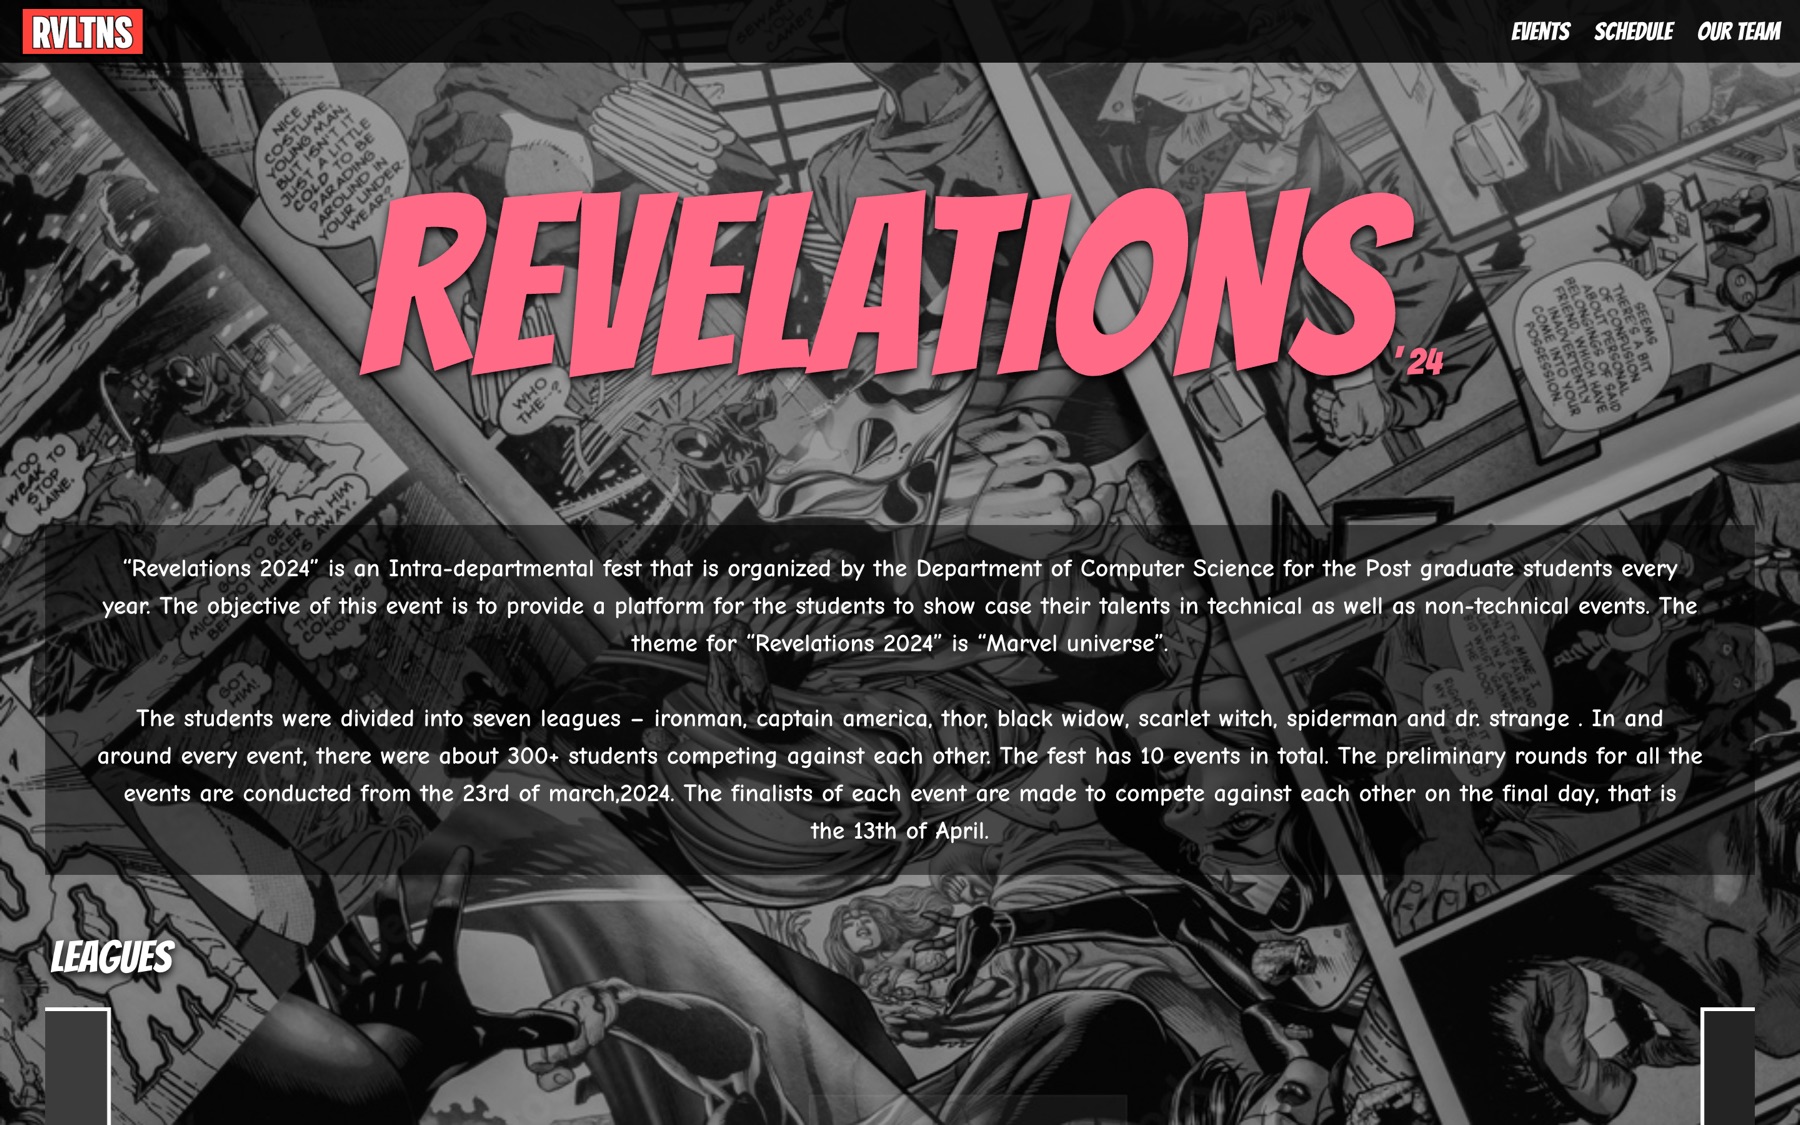 RVLTNS
EVENTS SCHEDULE OUR TEAM
NICE
COSTUME,
YOUNG MAN,
BUT ISN'T IT
JUST A LITTLE
COLD TO BE
PARADING
AROUND IN
YOUR UNDER-
WEAR?
REVELATIONS '24
SEEMS
THERE'S A BIT
OF CONFUSION
ABOUT PERSONAL
BELONGINGS OF SAID
FRIEND WHICH HAVE
INADVERTENTLY
COME INTO YOUR
POSSESSION.
WHO
THE--?
TOO
WEAK TO
STOP
KAINE.
“Revelations 2024” is an Intra-departmental fest that is organized by the Department of Computer Science for the Post graduate students every
year. The objective of this event is to provide a platform for the students to show case their talents in technical as well as non-technical events. The
theme for “Revelations 2024” is “Marvel universe”.
GOT
HIM!
The students were divided into seven leagues – ironman, captain america, thor, black widow, scarlet witch, spiderman and dr. strange . In and
around every event, there were about 300+ students competing against each other. The fest has 10 events in total. The preliminary rounds for all the
events are conducted from the 23rd of march,2024. The finalists of each event are made to compete against each other on the final day, that is
the 13th of April.
LEAGUES